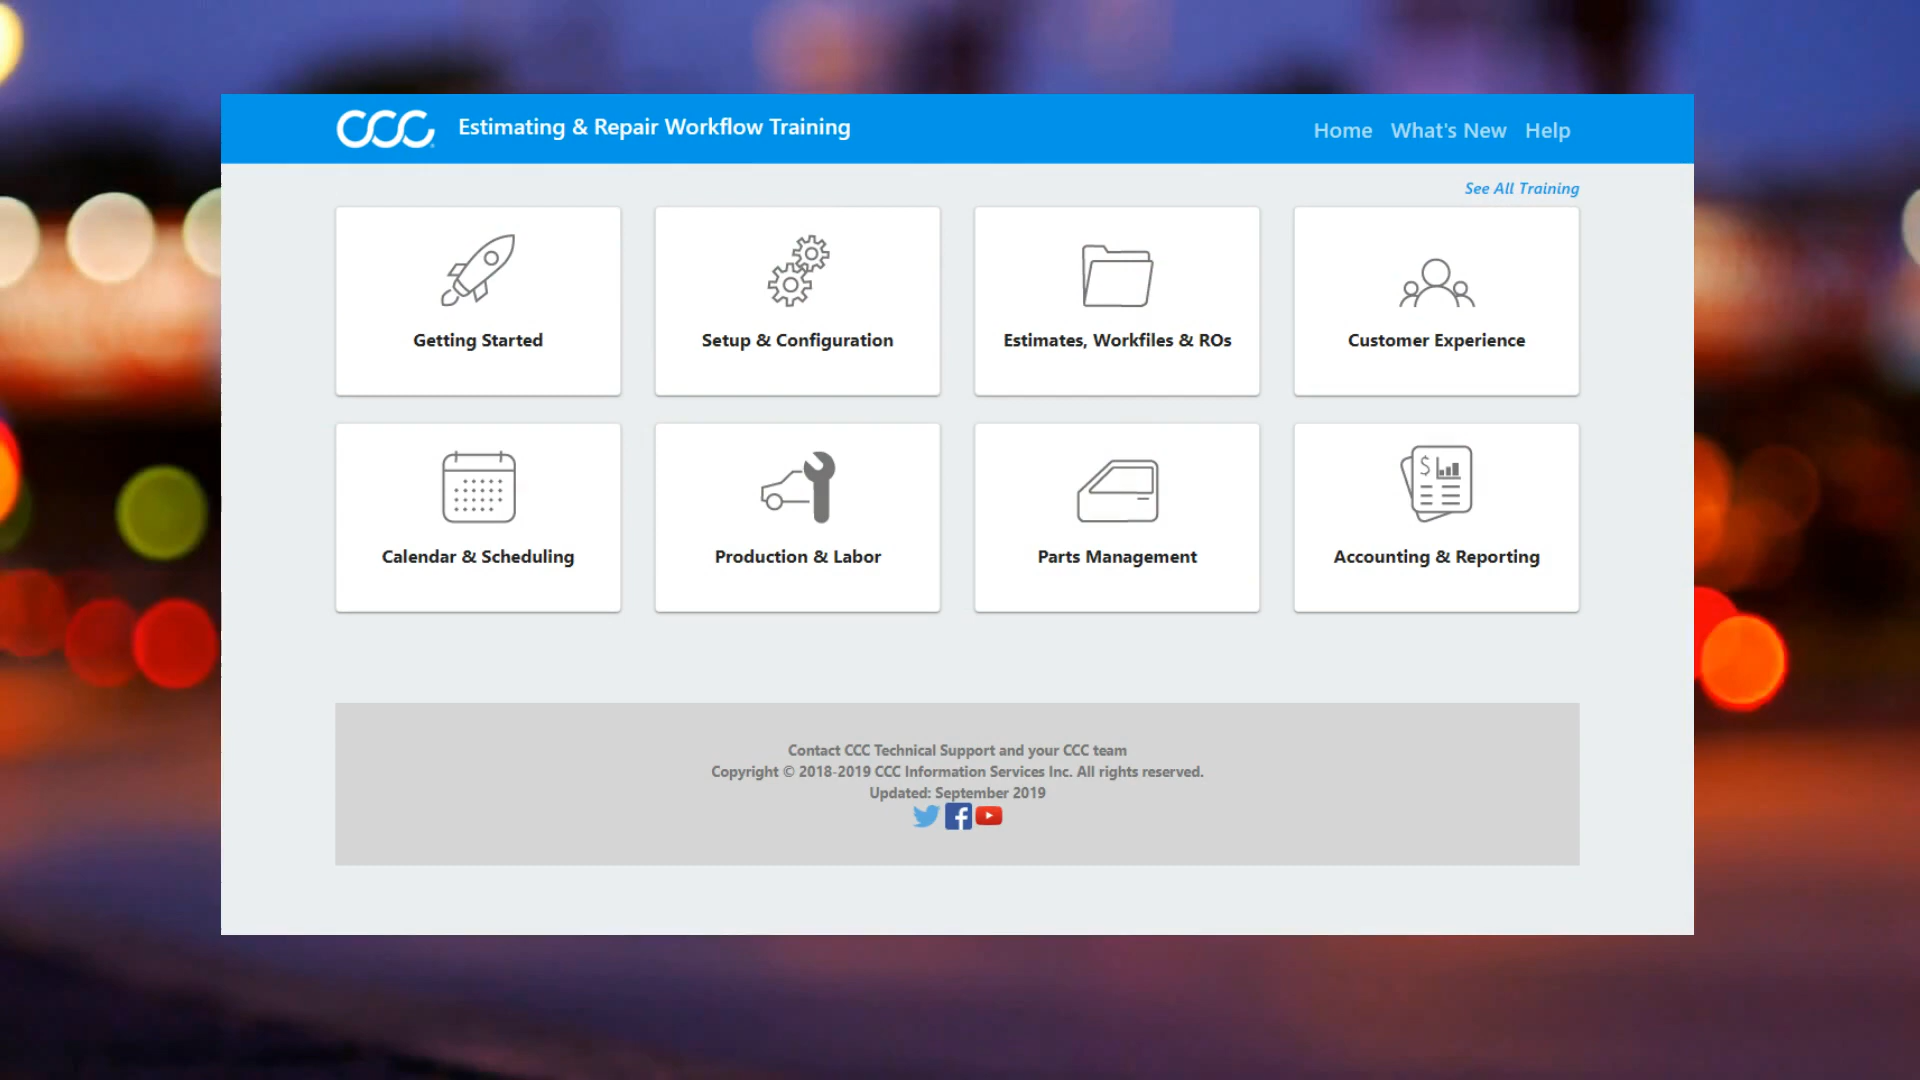 CCC
Estimating & Repair Workflow Training
Home What's New Help
See All Training
Getting Started
Setup & Configuration
Estimates, Workfiles & ROs
Customer Experience
Calendar & Scheduling
Production & Labor
Parts Management
Accounting & Reporting
Contact CCC Technical Support and your CCC team
Copyright © 2018-2019 CCC Information Services Inc. All rights reserved.
Updated: September 2019